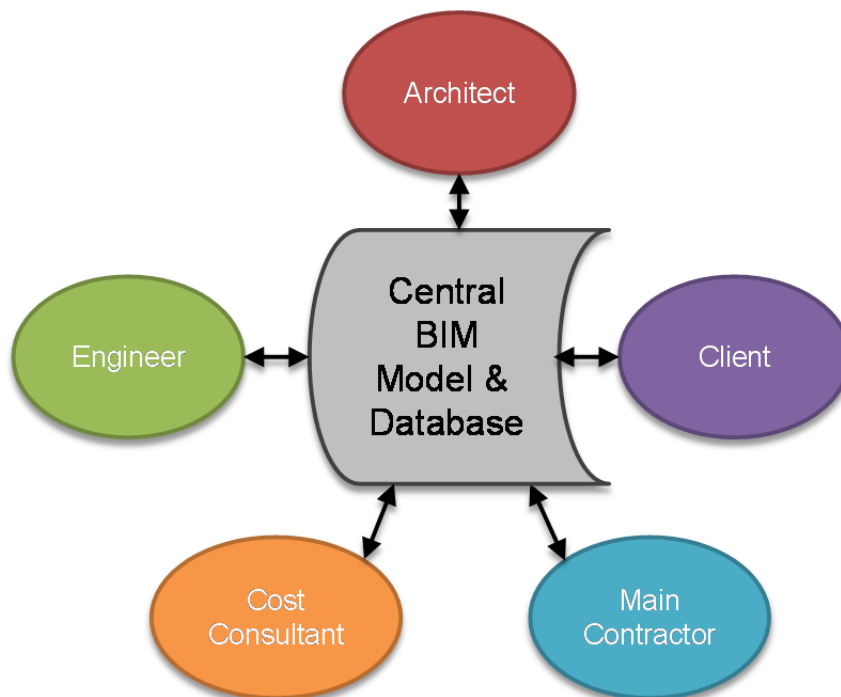 Architect
Engineer
Central
BIM
Model &
Database
Client
Cost
Consultant
Main
Contractor